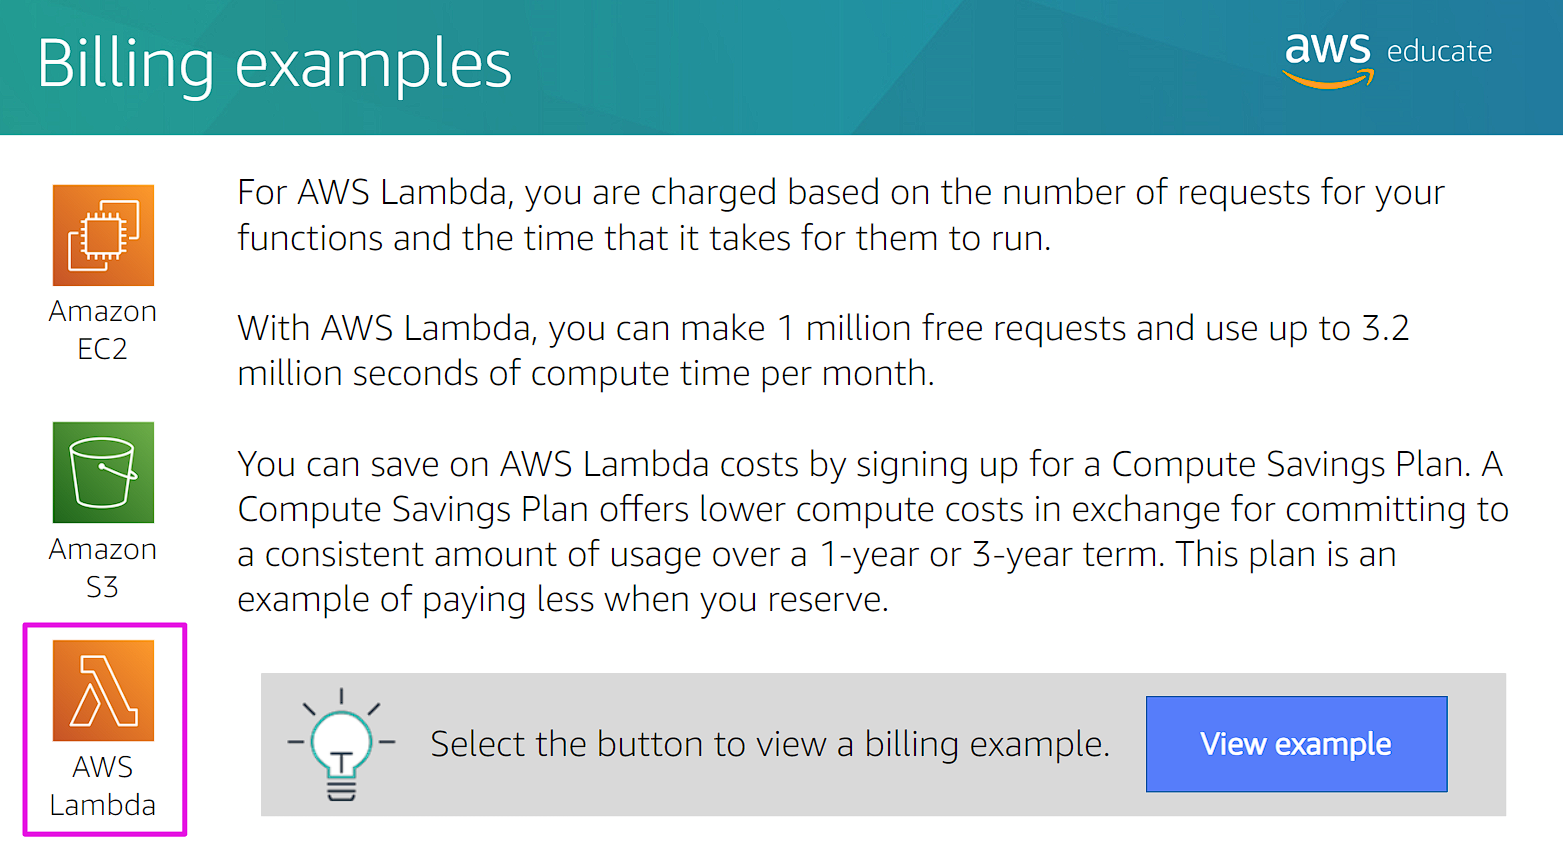 Billing examples
aws educate
For AWS Lambda, you are charged based on the number of requests for your
functions and the time that it takes for them to run.
Amazon
EC2
With AWS Lambda, you can make 1 million free requests and use up to 3.2
million seconds of compute time per month.
You can save on AWS Lambda costs by signing up for a Compute Savings Plan. A
Compute Savings Plan offers lower compute costs in exchange for committing to
a consistent amount of usage over a 1-year or 3-year term. This plan is an
example of paying less when you reserve.
Amazon
S3
AWS
Lambda
Select the button to view a billing example.
View example